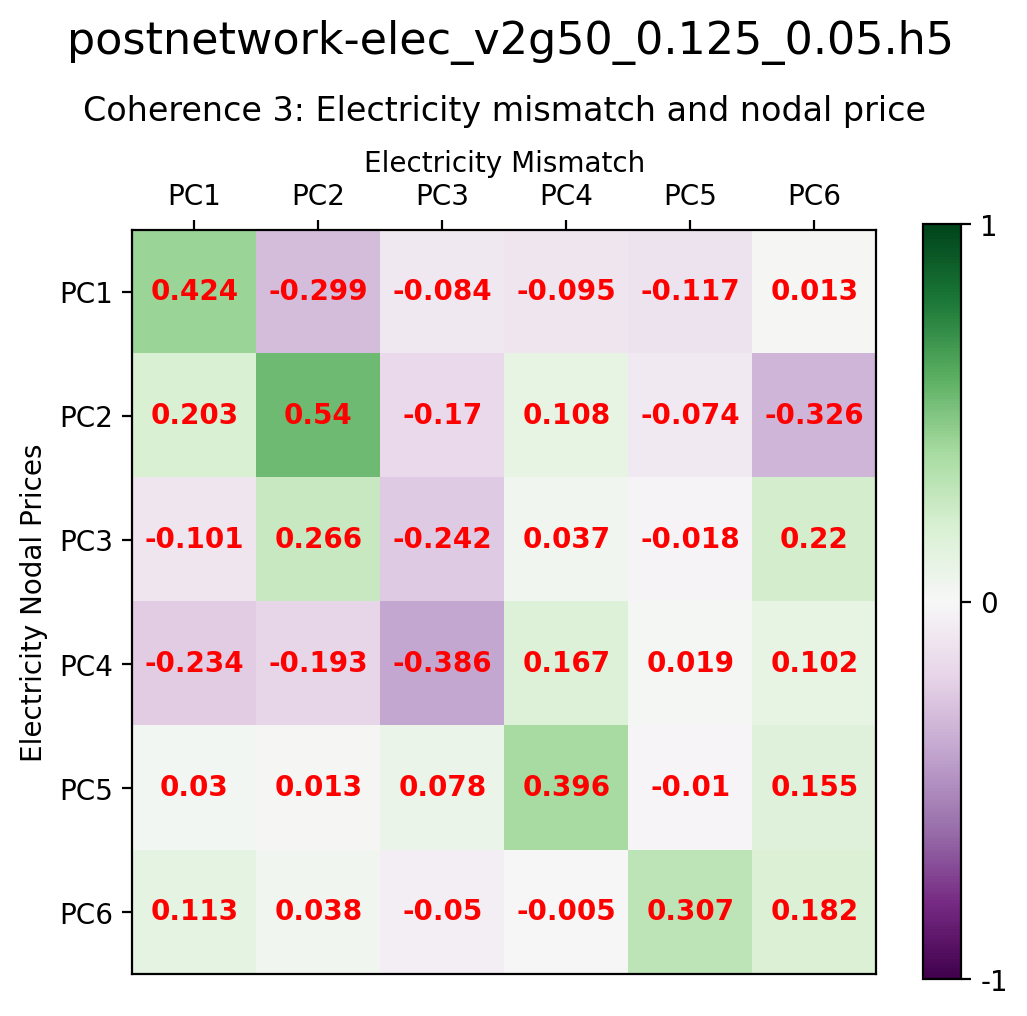 postnetwork-elec_v2g50_0.125_0.05.h5
Coherence 3: Electricity mismatch and nodal price
Electricity Mismatch
PC1 PC2 PC3 PC4 PC5 PC6
PC1 0.424 -0.299 -0.084 -0.095 -0.117 0.013
PC2 0.203 0.54 -0.17 0.108 -0.074 -0.326
PC3 -0.101 0.266 -0.242 0.037 -0.018 0.22
PC4 -0.234 -0.193 -0.386 0.167 0.019 0.102
PC5 0.03 0.013 0.078 0.396 -0.01 0.155
PC6 0.113 0.038 -0.05 -0.005 0.307 0.182
Electricity Nodal Prices
1
0
-1